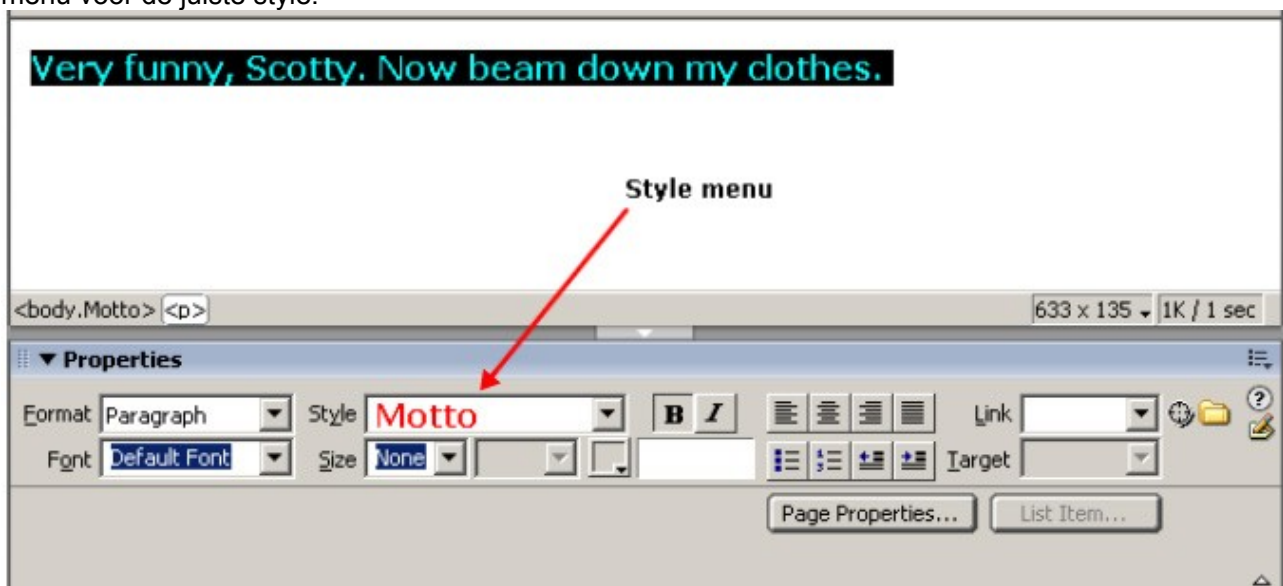 menu voor de juiste style.
Very funny, Scotty. Now beam down my clothes.
Style menu
<body.Motto> <p>
633 x 135 1K / 1 sec
Properties
Format Paragraph Style Motto B I Link
Font Default Font Size None Target
Page Properties... List Item...